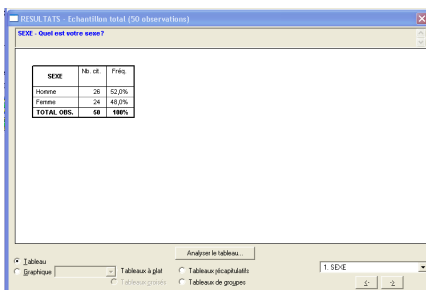 RESULTATS - Echantillon total (50 observations)
SEXE - Quel est votre sexe?
SEXE Nb. cit. Fréq.
Homme 26 52,0%
Femme 24 48,0%
TOTAL OBS. 50 100%
Analyser le tableau...
Tableau
Graphique
Tableaux à plat
Tableaux croisés
Tableaux récapitulatifs
Tableaux de groupes
1. SEXE